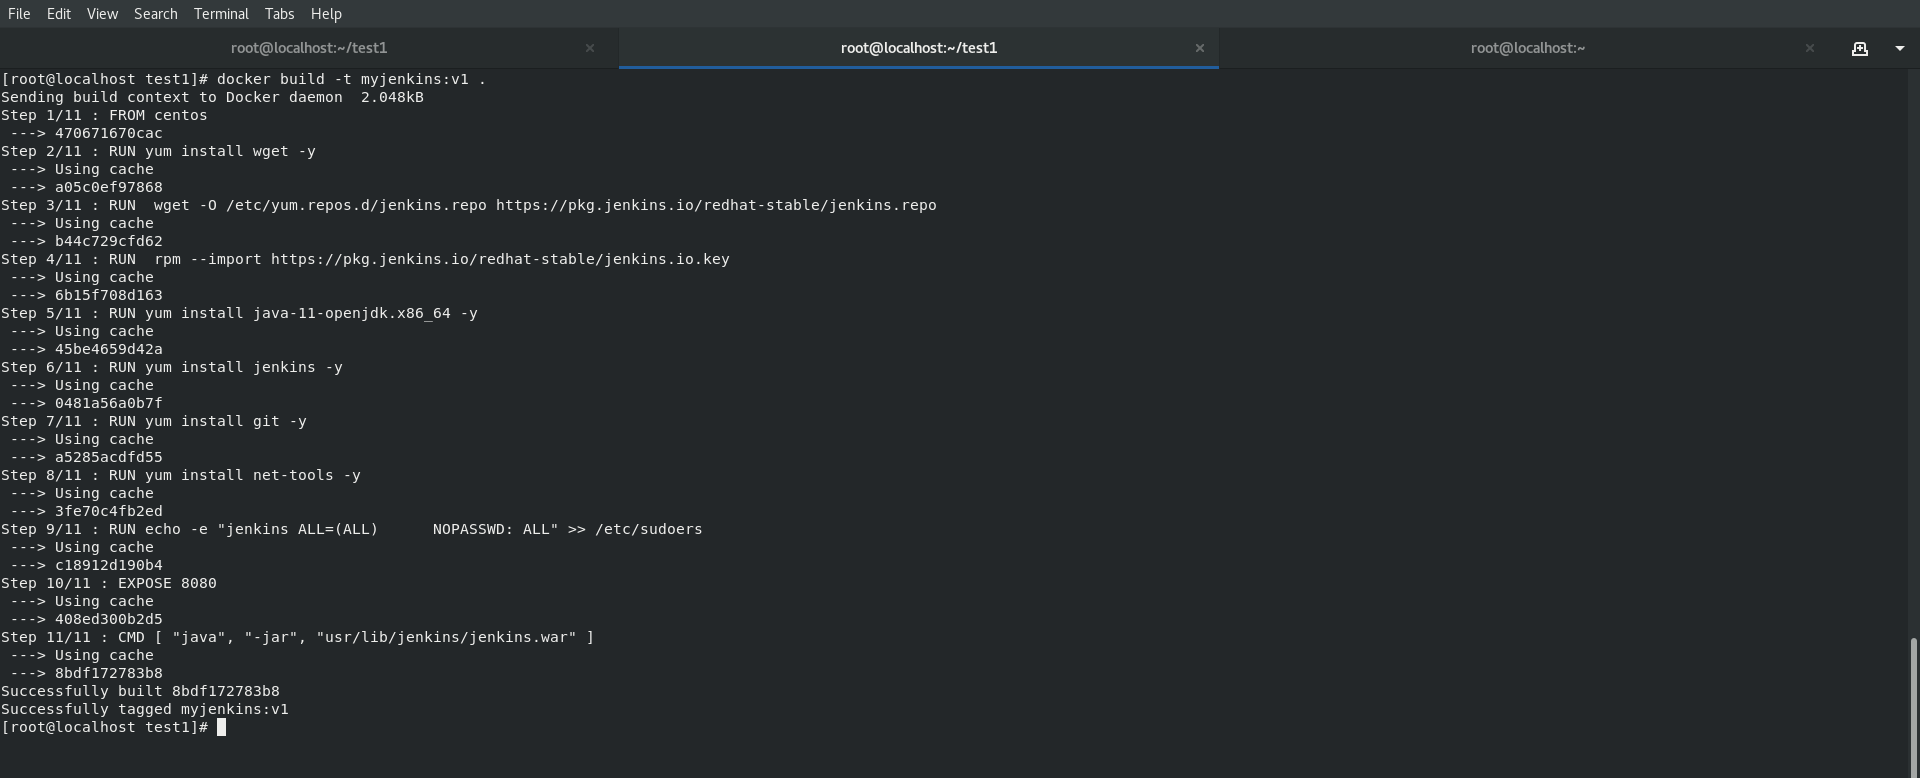 File Edit View Search Terminal Tabs Help
root@localhost:~/test1 × root@localhost:~/test1 × root@localhost:~ ×
[root@localhost test1]# docker build -t myjenkins:v1 .
Sending build context to Docker daemon  2.048kB
Step 1/11 : FROM centos
 ---> 470671670cac
Step 2/11 : RUN yum install wget -y
 ---> Using cache
 ---> a05c0ef97868
Step 3/11 : RUN  wget -O /etc/yum.repos.d/jenkins.repo https://pkg.jenkins.io/redhat-stable/jenkins.repo
 ---> Using cache
 ---> b44c729cfd62
Step 4/11 : RUN  rpm --import https://pkg.jenkins.io/redhat-stable/jenkins.io.key
 ---> Using cache
 ---> 6b15f708d163
Step 5/11 : RUN yum install java-11-openjdk.x86_64 -y
 ---> Using cache
 ---> 45be4659d42a
Step 6/11 : RUN yum install jenkins -y
 ---> Using cache
 ---> 0481a56a0b7f
Step 7/11 : RUN yum install git -y
 ---> Using cache
 ---> a5285acdfd55
Step 8/11 : RUN yum install net-tools -y
 ---> Using cache
 ---> 3fe70c4fb2ed
Step 9/11 : RUN echo -e "jenkins ALL=(ALL)      NOPASSWD: ALL" >> /etc/sudoers
 ---> Using cache
 ---> c18912d190b4
Step 10/11 : EXPOSE 8080
 ---> Using cache
 ---> 408ed300b2d5
Step 11/11 : CMD [ "java", "-jar", "usr/lib/jenkins/jenkins.war" ]
 ---> Using cache
 ---> 8bdf172783b8
Successfully built 8bdf172783b8
Successfully tagged myjenkins:v1
[root@localhost test1]#